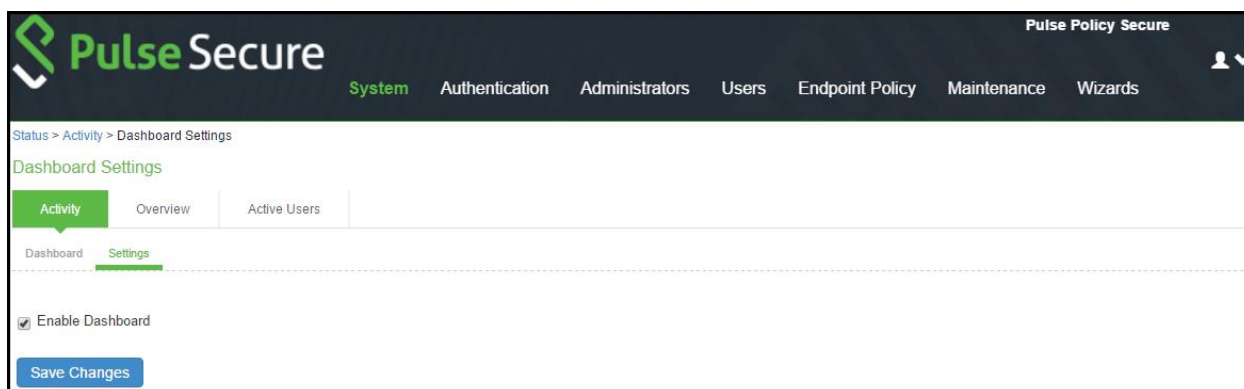 Pulse Policy Secure
Pulse Secure
System Authentication Administrators Users Endpoint Policy Maintenance Wizards
Status > Activity > Dashboard Settings
Dashboard Settings
Activity Overview Active Users
Dashboard Settings
Enable Dashboard
Save Changes